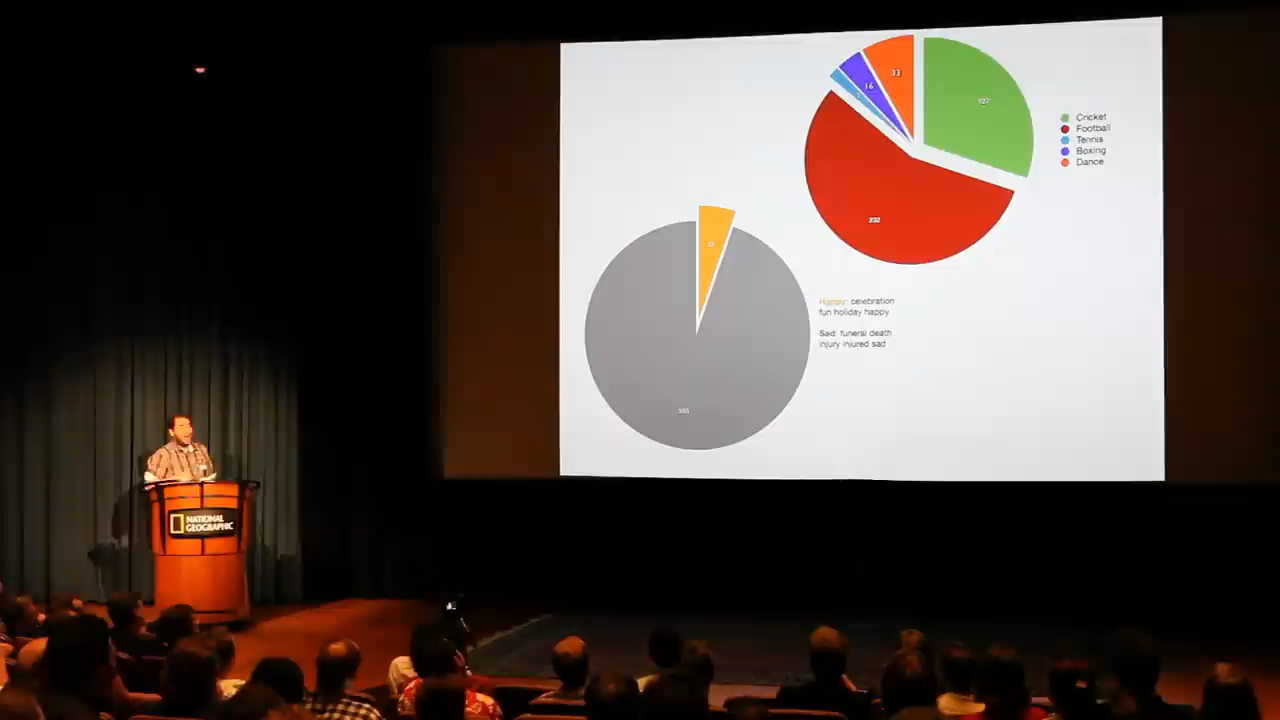 33
16
127
232
Cricket
Football
Tennis
Boxing
Dance
Happy: celebration
fun holiday happy
Sad: funeral death
injury injured sad
NATIONAL
GEOGRAPHIC